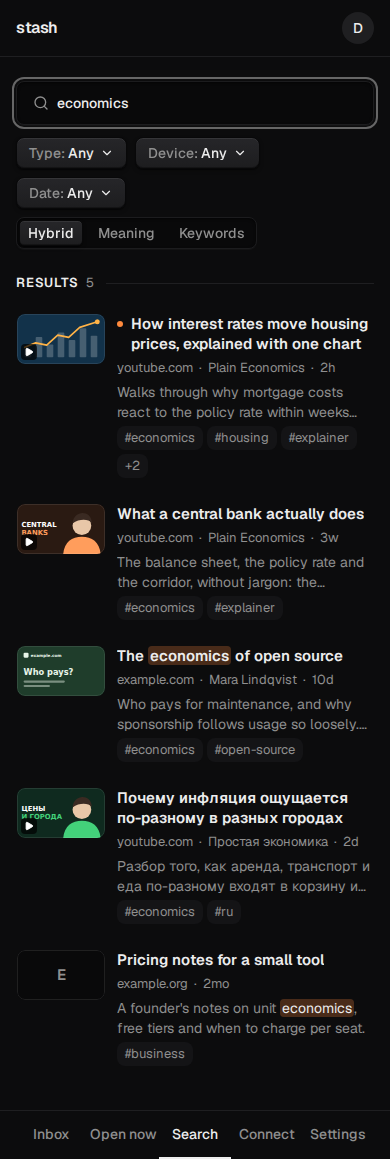 stash
D
economics
Type: Any
Device: Any
Date: Any
Hybrid
Meaning
Keywords
RESULTS 5
How interest rates move housing
prices, explained with one chart
youtube.com · Plain Economics · 2h
Walks through why mortgage costs
react to the policy rate within weeks…
#economics #housing #explainer
+2
CENTRAL
BANKS
What a central bank actually does
youtube.com · Plain Economics · 3w
The balance sheet, the policy rate and
the corridor, without jargon: the…
#economics #explainer
example.com
Who pays?
The economics of open source
example.com · Mara Lindqvist · 10d
Who pays for maintenance, and why
sponsorship follows usage so loosely.…
#economics #open-source
ЦЕНЫ
И ГОРОДА
Почему инфляция ощущается
по-разному в разных городах
youtube.com · Простая экономика · 2d
Разбор того, как аренда, транспорт и
еда по-разному входят в корзину и…
#economics #ru
E
Pricing notes for a small tool
example.org · 2mo
A founder's notes on unit economics,
free tiers and when to charge per seat.
#business
Inbox
Open now
Search
Connect
Settings